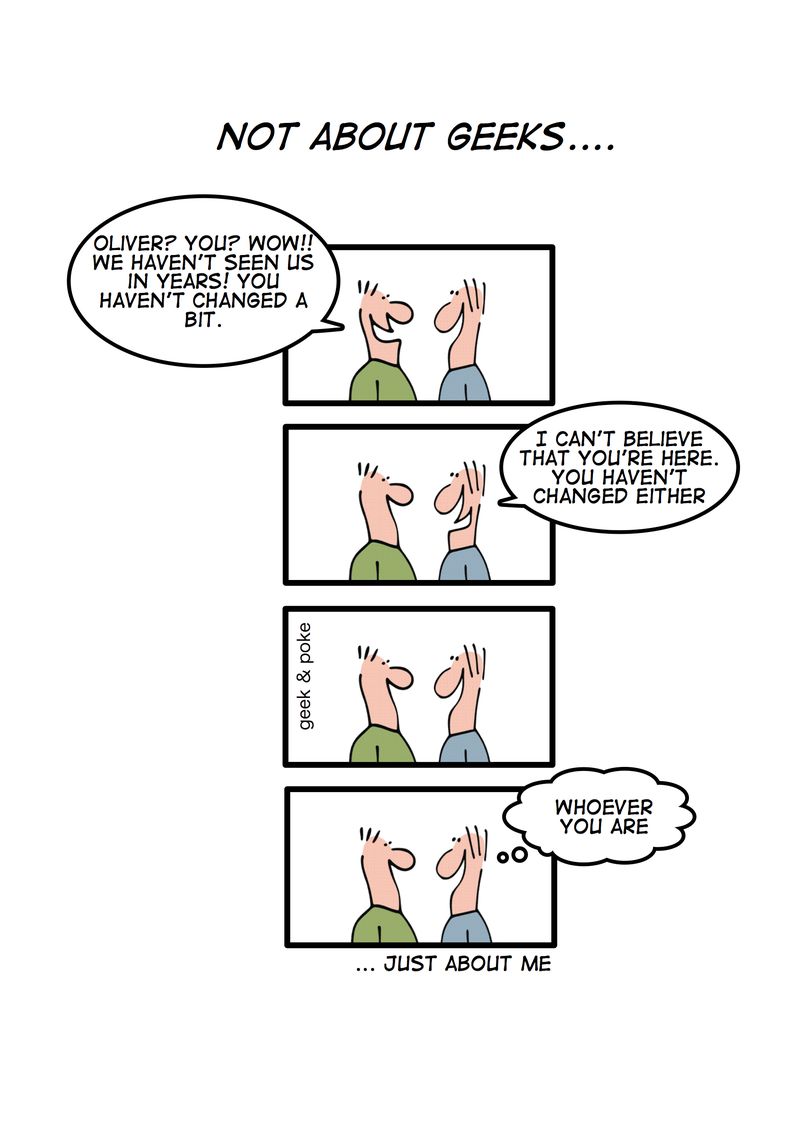 NOT ABOUT GEEKS....
OLIVER? YOU? WOW!!
WE HAVEN'T SEEN US
IN YEARS! YOU
HAVEN'T CHANGED A
BIT.
I CAN'T BELIEVE
THAT YOU'RE HERE.
YOU HAVEN'T
CHANGED EITHER
geek & poke
WHOEVER
YOU ARE
... JUST ABOUT ME